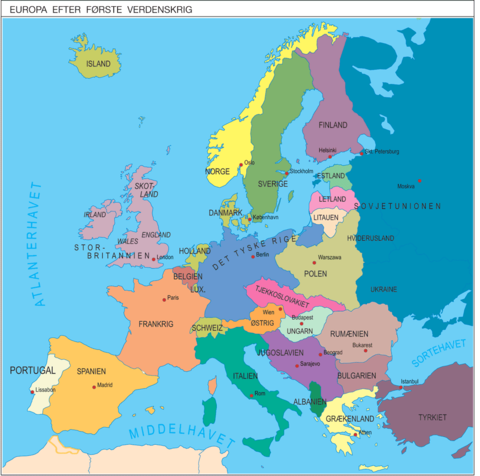 EUROPA EFTER FØRSTE VERDENSKRIG
ISLAND
FINLAND
NORGE
Oslo
Helsinki
St. Petersburg
SVERIGE
Stockholm
ESTLAND
Moskva
SKOT-
LAND
LETLAND
SOVJETUNIONEN
IRLAND
DANMARK
København
LITAUEN
ENGLAND
WALES
STOR-
BRITANNIEN
London
HVIDERUSLAND
DET TYSKE RIGE
Berlin
HOLLAND
Warszawa
POLEN
BELGIEN
LUX.
UKRAINE
ATLANTERHAVET
Paris
TJEKKOSLOVAKIET
FRANKRIG
Wien
ØSTRIG
Budapest
UNGARN
SCHWEIZ
RUMÆNIEN
Bukarest
JUGOSLAVIEN
Beograd
Sarajevo
SORTEHAVET
PORTUGAL
SPANIEN
Madrid
Lissabon
ITALIEN
Rom
BULGARIEN
Istanbul
ALBANIEN
TYRKIET
GRÆKENLAND
Athen
MIDDELHAVET